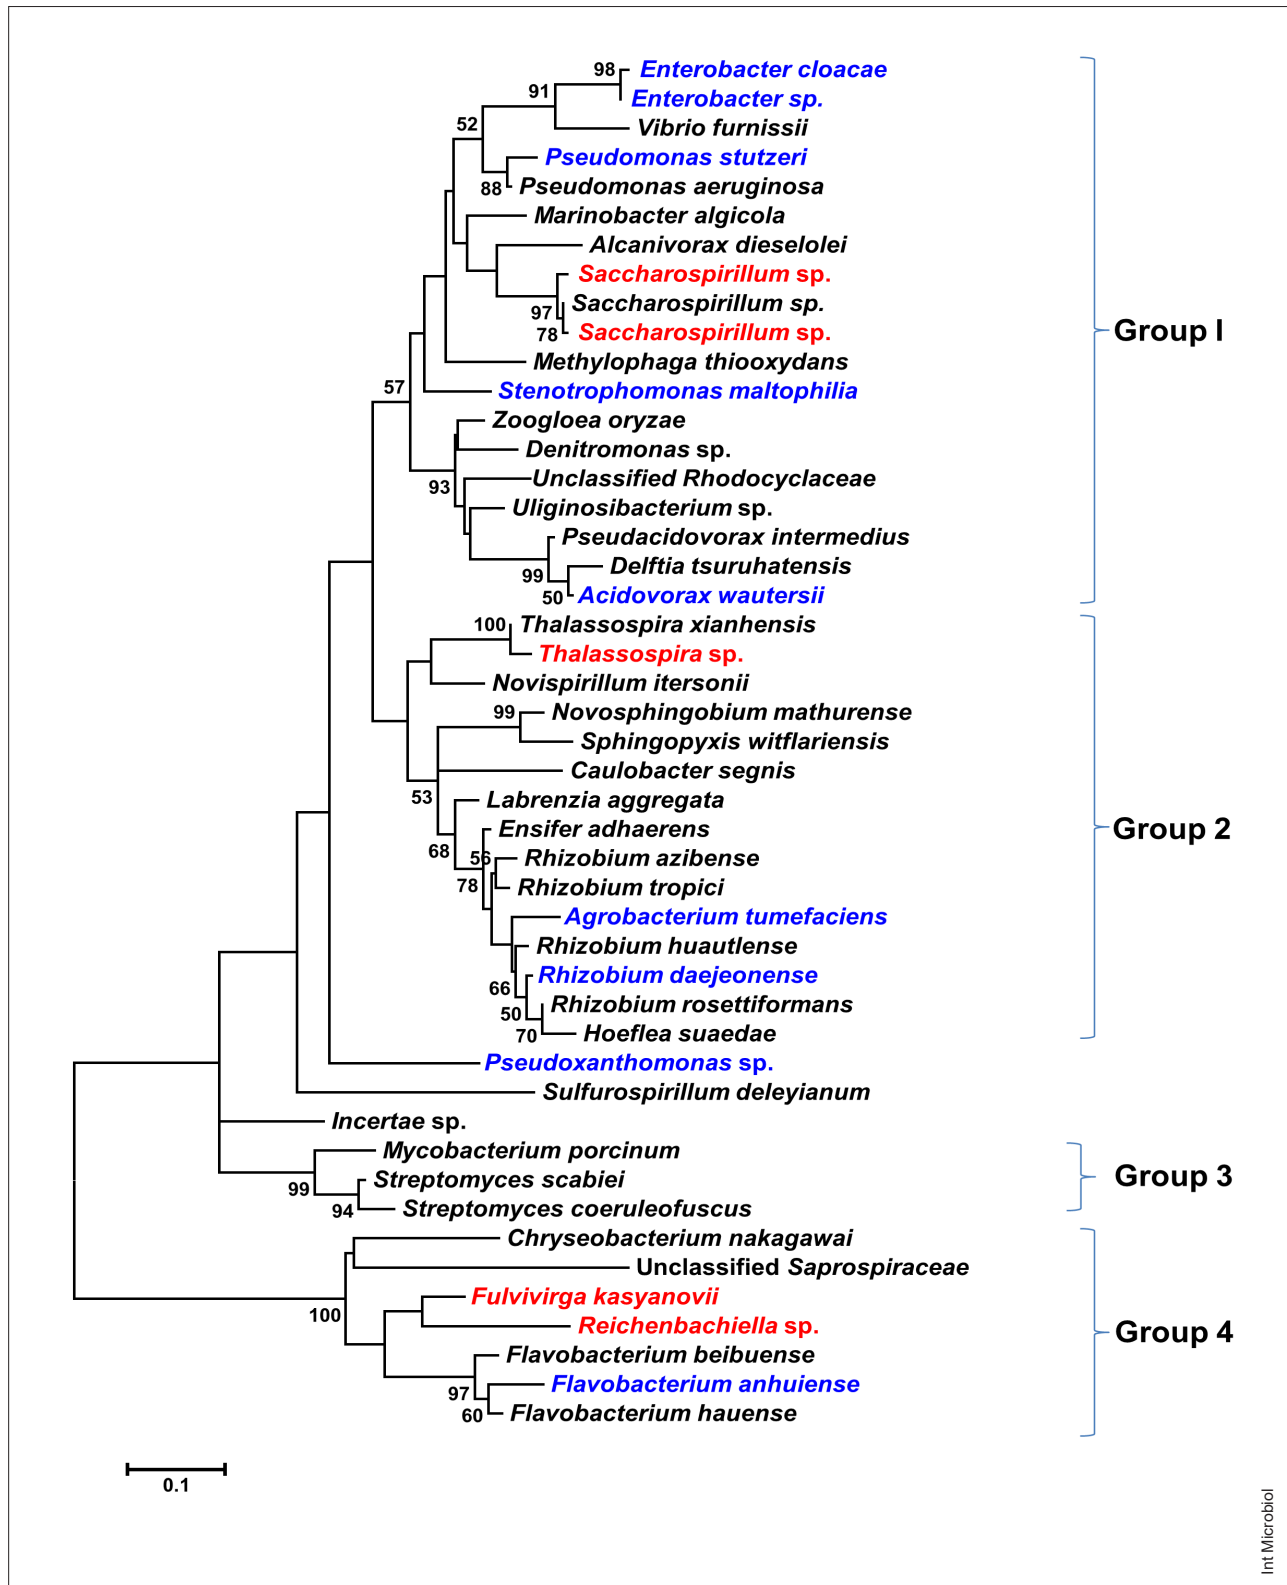 98 Enterobacter cloacae
91 Enterobacter sp.
52 Vibrio furnissii
Pseudomonas stutzeri
88 Pseudomonas aeruginosa
Marinobacter algicola
Alcanivorax dieselolei
Saccharospirillum sp.
97 Saccharospirillum sp.
78 Saccharospirillum sp.
Group I
Methylophaga thiooxydans
57 Stenotrophomonas maltophilia
Zoogloea oryzae
Denitromonas sp.
93 Unclassified Rhodocyclaceae
Uliginosibacterium sp.
Pseudacidovorax intermedius
99 Delftia tsuruhatensis
50 Acidovorax wautersii
100 Thalassospira xianhensis
Thalassospira sp.
Novispirillum itersonii
99 Novosphingobium mathurense
Sphingopyxis witflariensis
Caulobacter segnis
53 Labrenzia aggregata
Ensifer adhaerens
Group 2
68 56 Rhizobium azibense
78 Rhizobium tropici
Agrobacterium tumefaciens
Rhizobium huautlense
66 Rhizobium daejeonense
50 Rhizobium rosettiformans
70 Hoeflea suaedae
Pseudoxanthomonas sp.
Sulfurospirillum deleyianum
Incertae sp.
Mycobacterium porcinum
99 Streptomyces scabiei
94 Streptomyces coeruleofuscus
Group 3
Chryseobacterium nakagawai
Unclassified Saprospiraceae
Fulvivirga kasyanovii
100 Reichenbachiella sp.
Group 4
Flavobacterium beibuense
97 Flavobacterium anhuiense
60 Flavobacterium hauense
0.1
Int Microbiol